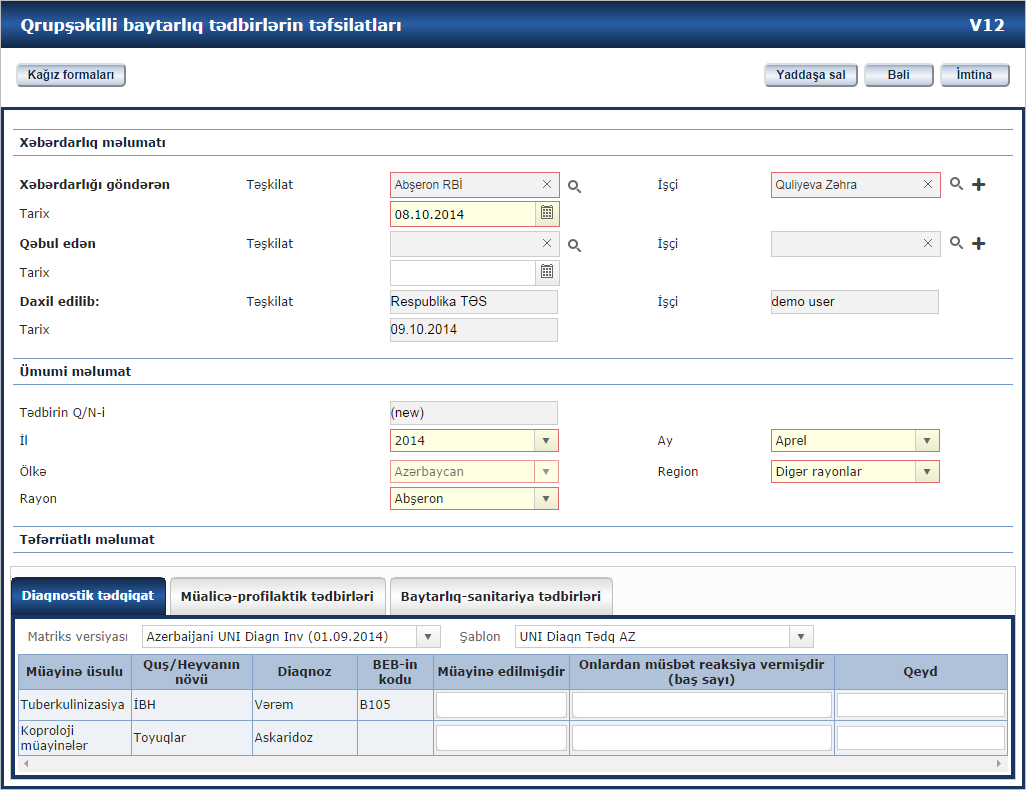 Qrupşəkilli baytarlıq tədbirlərin təfsilatları V12
Kağız formaları Yaddaşa sal Bəli İmtina
Xəbərdarlıq məlumatı
Xəbərdarlığı göndərən Təşkilat Abşeron RBİ İşçi Quliyeva Zəhra
Tarix 08.10.2014
Qəbul edən Təşkilat İşçi
Tarix
Daxil edilib: Təşkilat Respublika TƏS İşçi demo user
Tarix 09.10.2014
Ümumi məlumat
Tədbirin Q/N-i (new)
İl 2014 Ay Aprel
Ölkə Azərbaycan Region Digər rayonlar
Rayon Abşeron
Təfərrüatlı məlumat
Diaqnostik tədqiqat Müalicə-profilaktik tədbirləri Baytarlıq-sanitariya tədbirləri
Matriks versiyası Azerbaijani UNI Diagn Inv (01.09.2014) Şablon UNI Diaqn Tədq AZ
Müayinə üsulu Quş/Heyvanın növü Diaqnoz BEB-in kodu Müayinə edilmişdir Onlardan müsbət reaksiya vermişdir (baş sayı) Qeyd
Tuberkulinizasiya İBH Vərəm B105
Koproloji müayinələr Toyuqlar Askaridoz